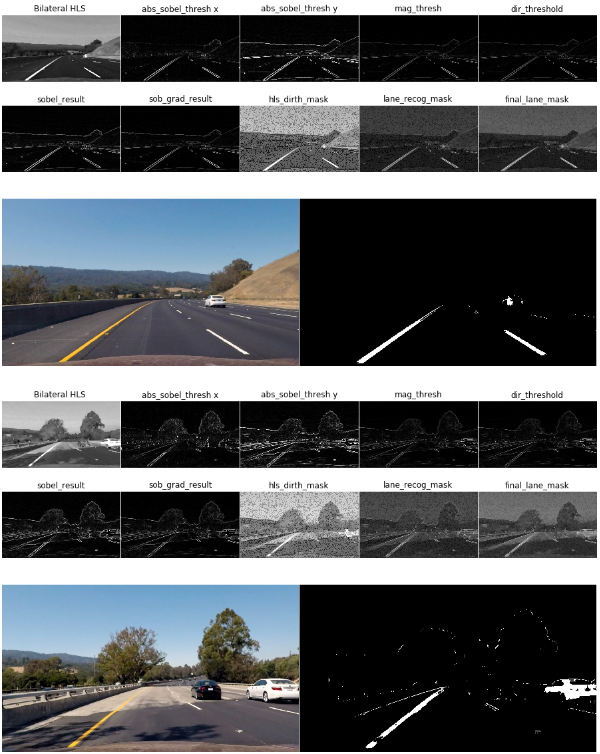 Bilateral HLS abs_sobel_thresh x abs_sobel_thresh y mag_thresh dir_threshold
sobel_result sob_grad_result hls_dirth_mask lane_recog_mask final_lane_mask
Bilateral HLS abs_sobel_thresh x abs_sobel_thresh y mag_thresh dir_threshold
sobel_result sob_grad_result hls_dirth_mask lane_recog_mask final_lane_mask